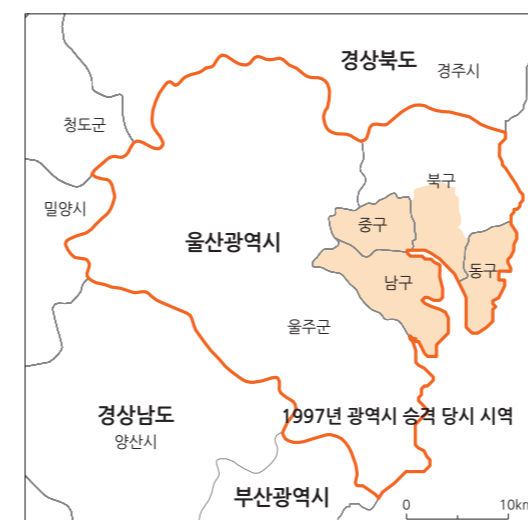 경상북도
경주시
청도군
밀양시
북구
중구
울산광역시
동구
남구
울주군
경상남도
1997년 광역시 승격 당시 시역
양산시
부산광역시
0
10km